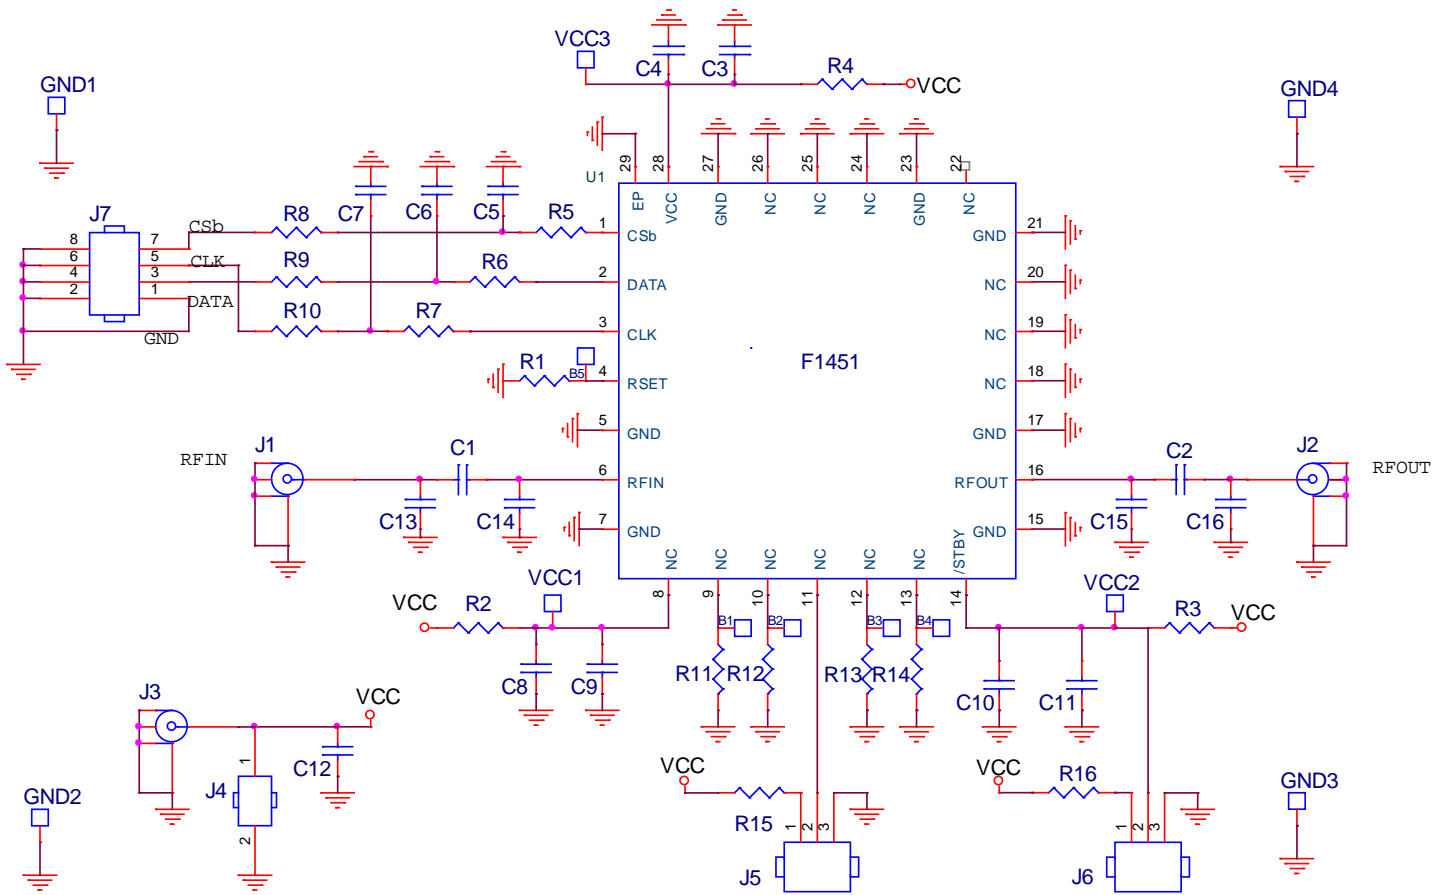 VCC3
C4
C3
R4
VCC
GND1
GND4
U1
29
28
27
26
25
24
23
22
EP
VCC
GND
NC
NC
NC
GND
NC
J7
CSb
R8
C7
C6
C5
R5
1
CSb
GND
21
8
7
6
5
CLK
R9
R6
2
DATA
NC
20
4
3
2
1
DATA
R10
R7
3
CLK
NC
19
GND
F1451
R1
B5
4
RSET
NC
18
5
GND
GND
17
RFIN
J1
C1
6
RFIN
RFOUT
16
C2
J2
RFOUT
C13
C14
7
GND
GND
15
C15
C16
NC
NC
NC
NC
NC
NC
/STBY
8
9
10
11
12
13
14
VCC
R2
VCC1
B1
B2
B3
B4
VCC2
R3
VCC
C8
C9
R11
R12
R13
R14
C10
C11
J3
VCC
C12
1
J4
2
VCC
R15
1
2
3
J5
VCC
R16
1
2
3
J6
GND2
GND3